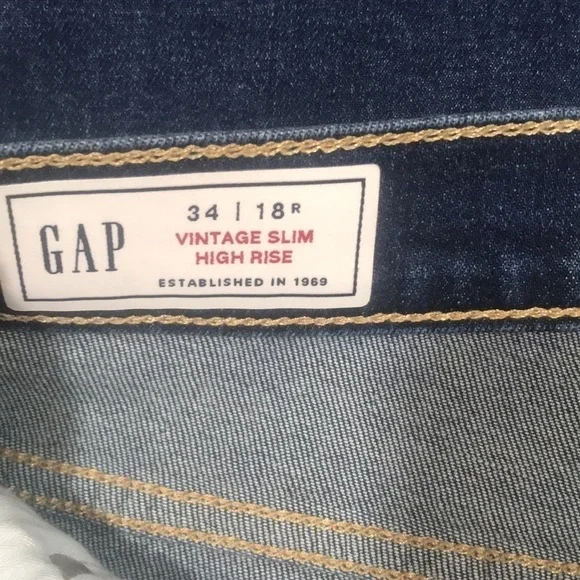 GAP
34 | 18R
VINTAGE SLIM
HIGH RISE
ESTABLISHED IN 1969